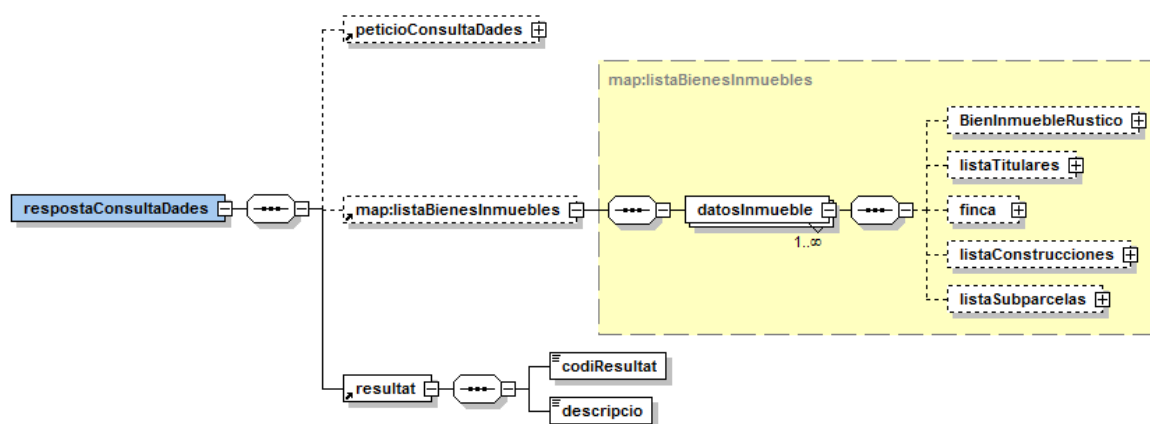 peticioConsultaDades
map:listaBienesInmuebles
BienInmuebleRustico
listaTitulares
respostaConsultaDades
map:listaBienesInmuebles
datosInmueble
1..∞
finca
listaConstrucciones
listaSubparcelas
resultat
codiResultat
descripcio